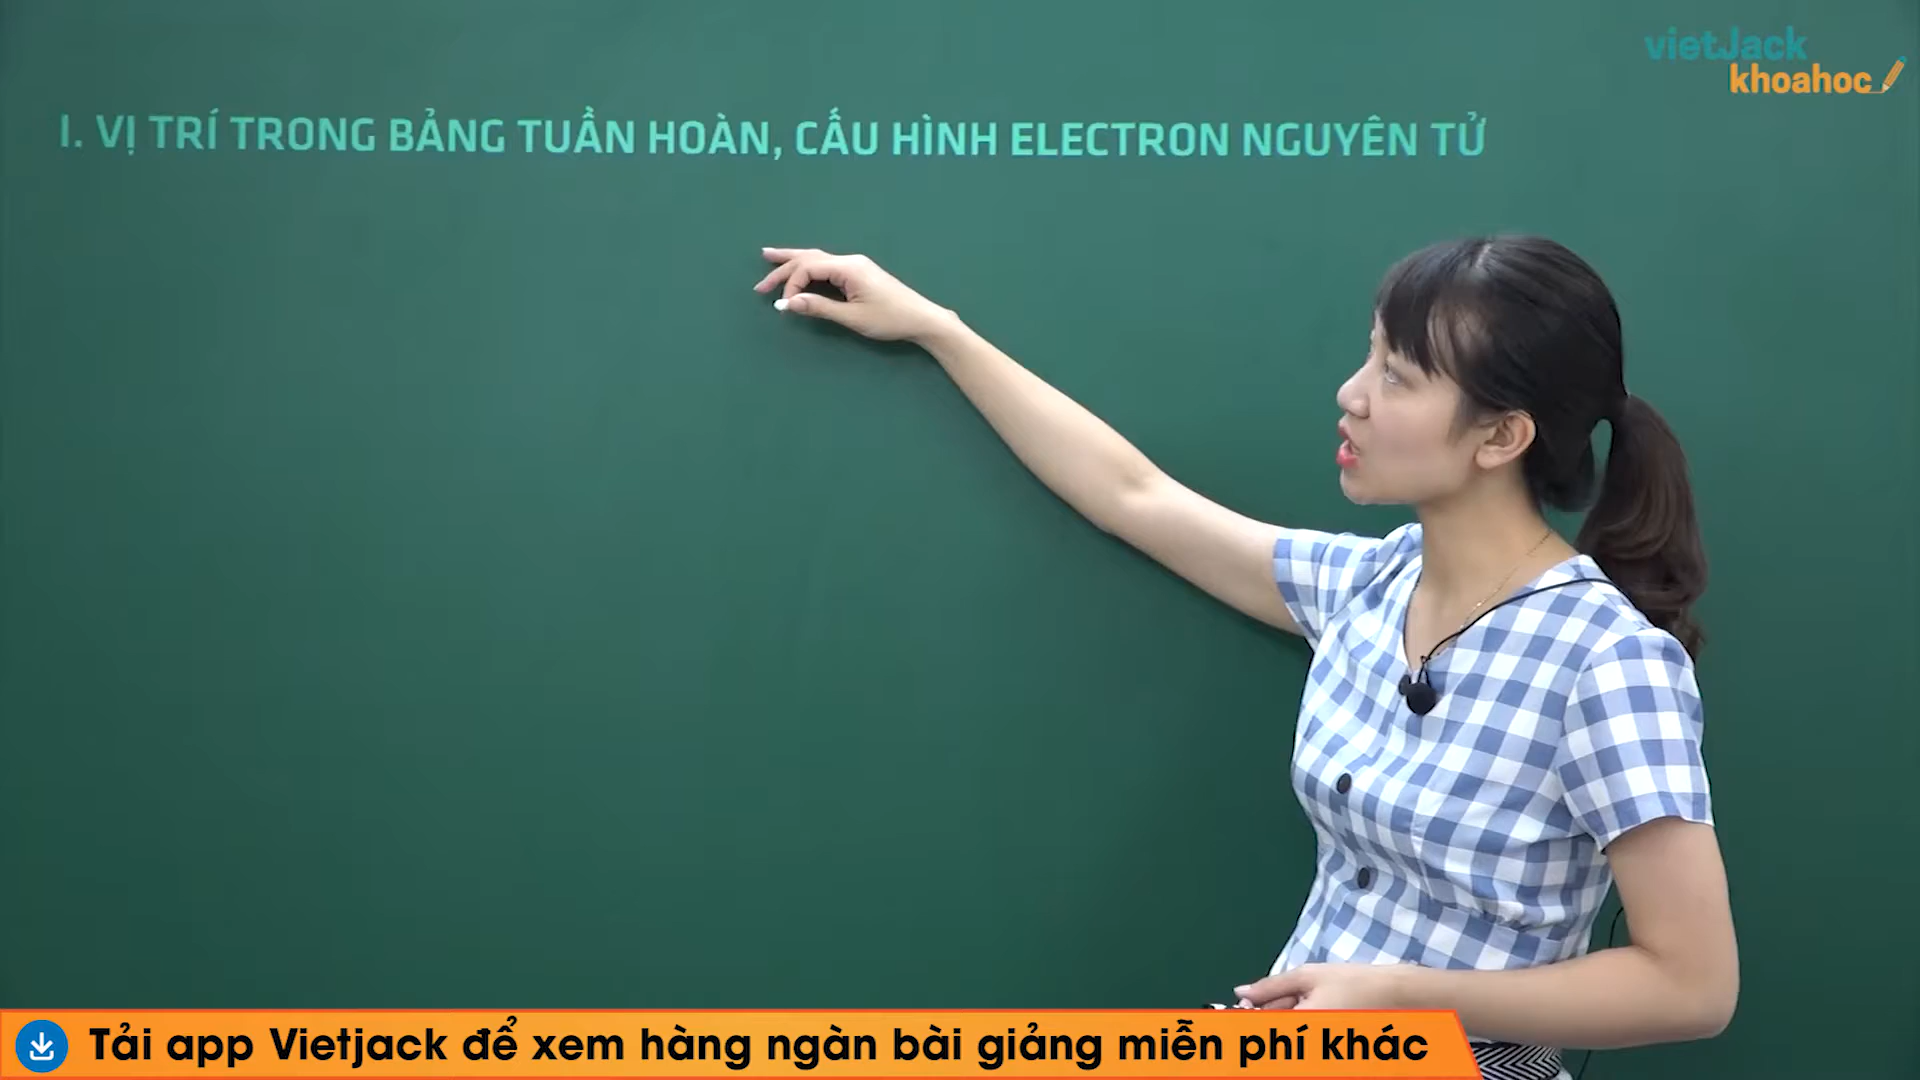 vietJack
khoahoc
I. VỊ TRÍ TRONG BẢNG TUẦN HOÀN, CẤU HÌNH ELECTRON NGUYÊN TỬ
Tải app Vietjack để xem hàng ngàn bài giảng miễn phí khác